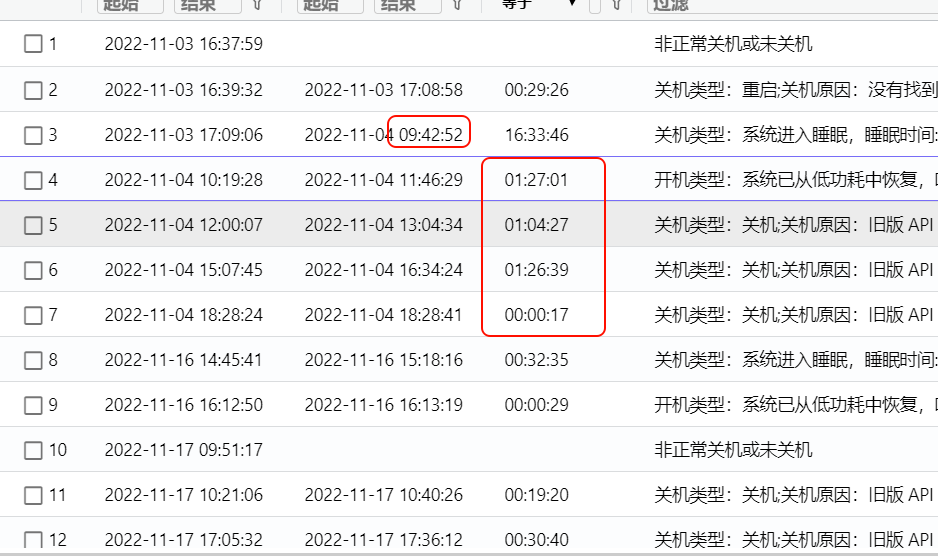 起始 结束 起始 结束 等于 过滤
1 2022-11-03 16:37:59 非正常关机或未关机
2 2022-11-03 16:39:32 2022-11-03 17:08:58 00:29:26 关机类型：重启;关机原因：没有找到
3 2022-11-03 17:09:06 2022-11-04 09:42:52 16:33:46 关机类型：系统进入睡眠，睡眠时间:
4 2022-11-04 10:19:28 2022-11-04 11:46:29 01:27:01 开机类型：系统已从低功耗中恢复，
5 2022-11-04 12:00:07 2022-11-04 13:04:34 01:04:27 关机类型：关机;关机原因：旧版 API
6 2022-11-04 15:07:45 2022-11-04 16:34:24 01:26:39 关机类型：关机;关机原因：旧版 API
7 2022-11-04 18:28:24 2022-11-04 18:28:41 00:00:17 关机类型：关机;关机原因：旧版 API
8 2022-11-16 14:45:41 2022-11-16 15:18:16 00:32:35 关机类型：系统进入睡眠，睡眠时间:
9 2022-11-16 16:12:50 2022-11-16 16:13:19 00:00:29 开机类型：系统已从低功耗中恢复，
10 2022-11-17 09:51:17 非正常关机或未关机
11 2022-11-17 10:21:06 2022-11-17 10:40:26 00:19:20 关机类型：关机;关机原因：旧版 API
12 2022-11-17 17:05:32 2022-11-17 17:36:12 00:30:40 关机类型：关机;关机原因：旧版 API